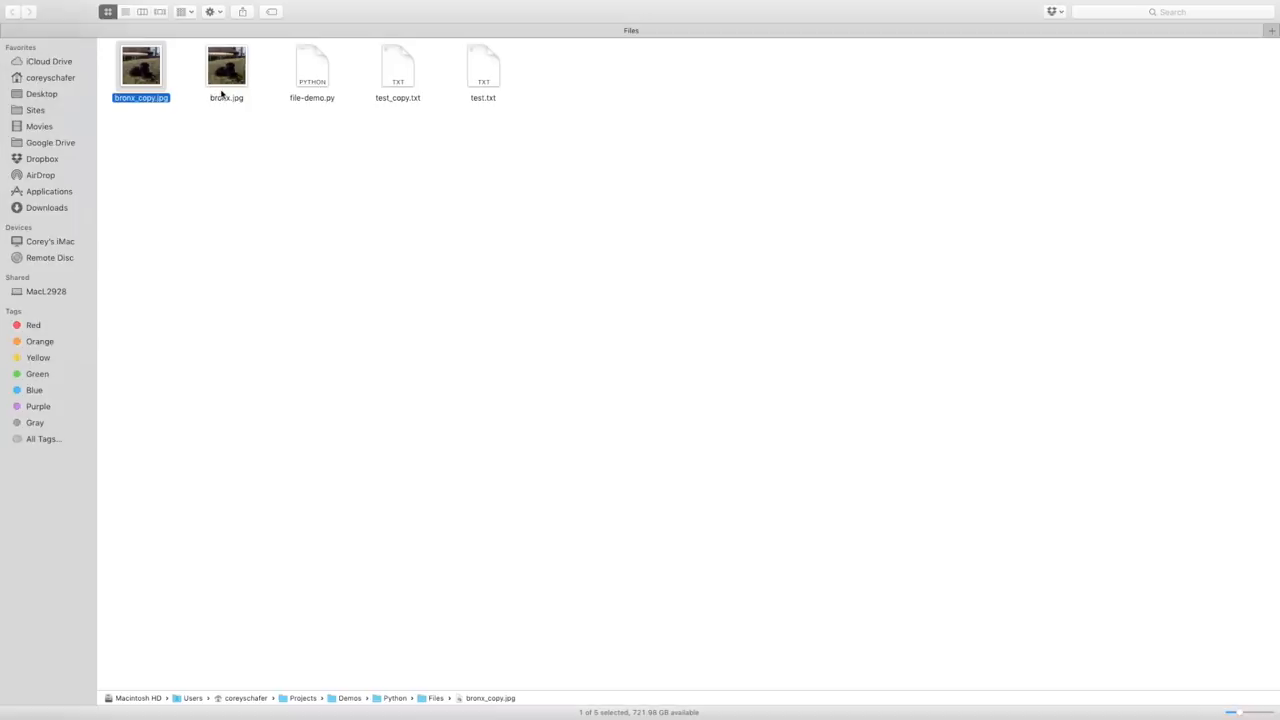 Search
Files
Favorites
iCloud Drive
coreyschafer
Desktop
Sites
Movies
Google Drive
Dropbox
AirDrop
Applications
Downloads
Devices
Corey's iMac
Remote Disc
Shared
MacL2928
Tags
Red
Orange
Yellow
Green
Blue
Purple
Gray
All Tags...
PYTHON TXT TXT
bronx_copy.jpg bronx.jpg file-demo.py test_copy.txt test.txt
Macintosh HD › Users › coreyschafer › Projects › Demos › Python › Files › bronx_copy.jpg
1 of 5 selected, 721.98 GB available